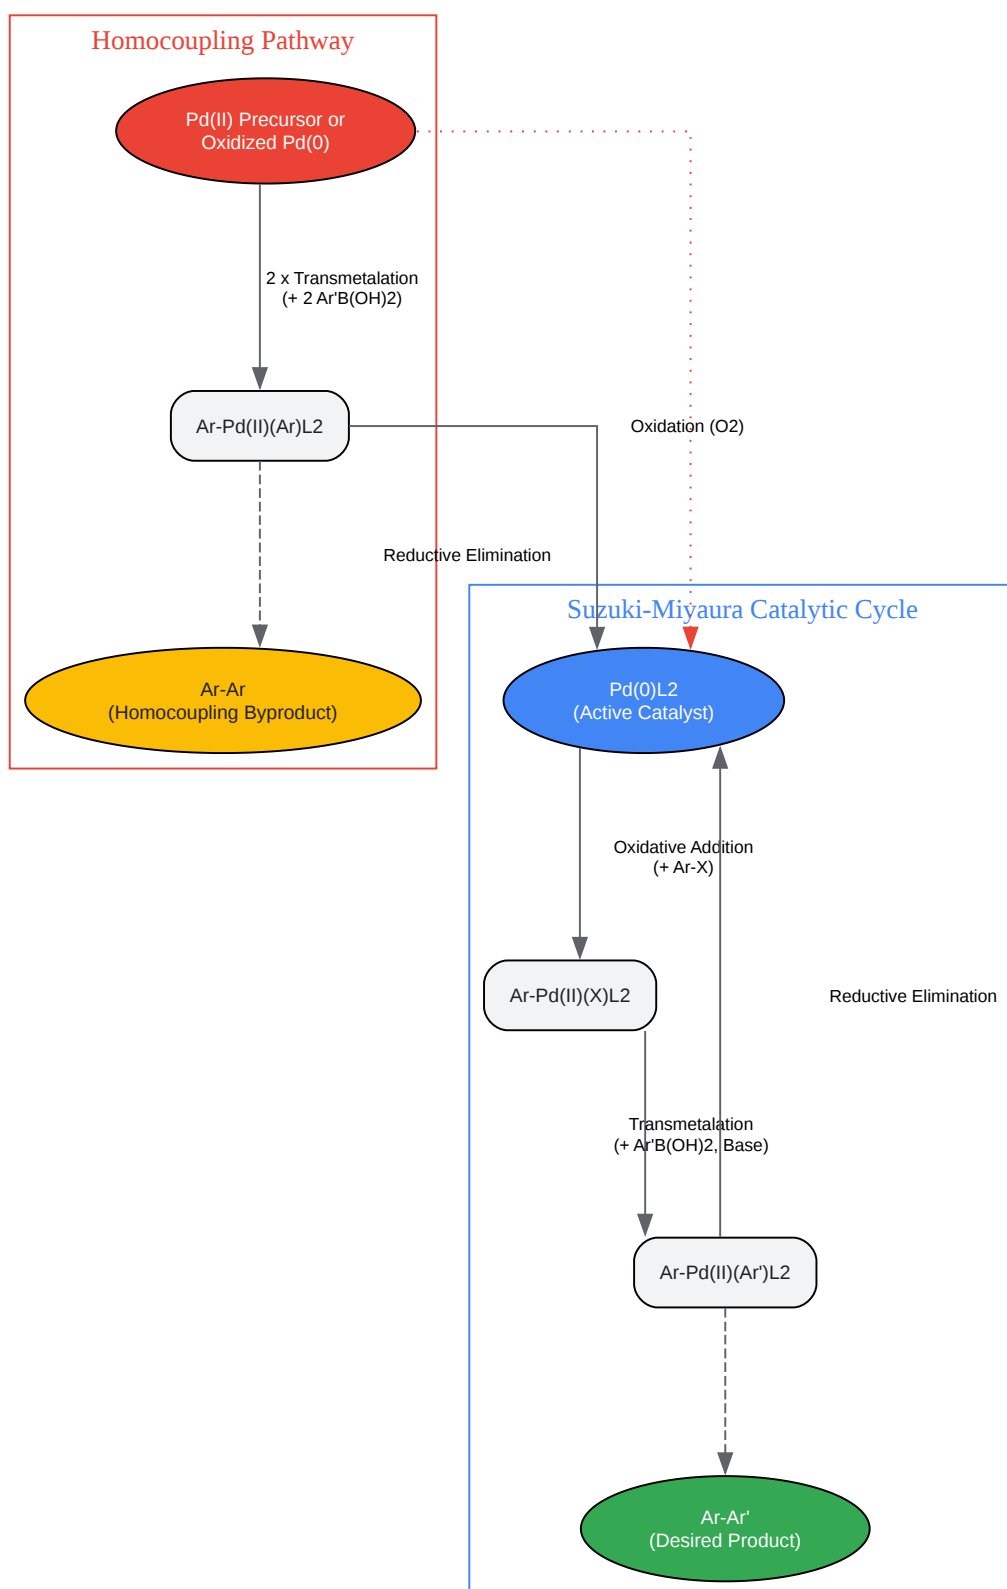 Homocoupling Pathway
Pd(II) Precursor or
Oxidized Pd(0)
2 x Transmetalation
(+ 2 Ar'B(OH)2)
Ar-Pd(II)(Ar)L2
Oxidation (O2)
Reductive Elimination
Suzuki-Miyaura Catalytic Cycle
Ar-Ar
(Homocoupling Byproduct)
Pd(0)L2
(Active Catalyst)
Oxidative Addition
(+ Ar-X)
Ar-Pd(II)(X)L2
Reductive Elimination
Transmetalation
(+ Ar'B(OH)2, Base)
Ar-Pd(II)(Ar')L2
Ar-Ar'
(Desired Product)